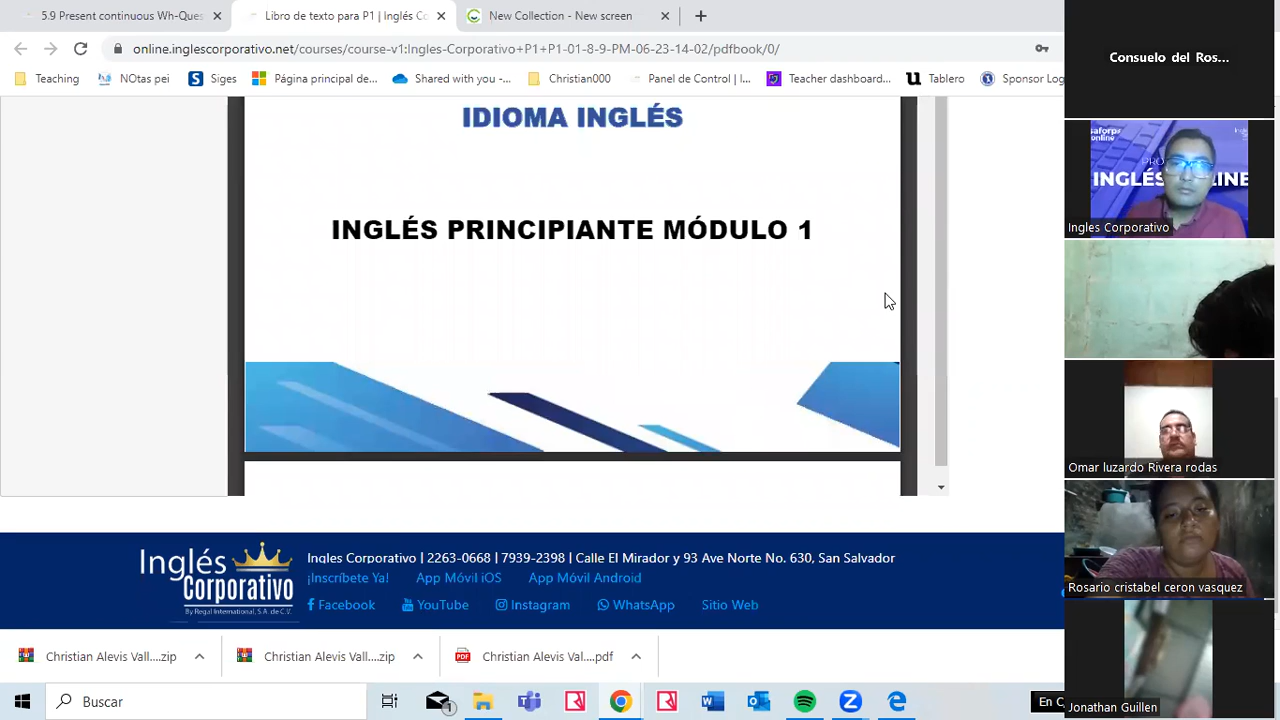 5.9 Present continuous Wh-Ques
Libro de texto para P1 | Inglés Co
New Collection - New screen
online.inglescorporativo.net/courses/course-v1:Ingles-Corporativo+P1+P1-01-8-9-PM-06-23-14-02/pdfbook/0/
Teaching
NOtas pei
Siges
Página principal de...
Shared with you -...
Christian000
Panel de Control | I...
Teacher dashboard...
Tablero
Sponsor Log
IDIOMA INGLÉS
INGLÉS PRINCIPIANTE MÓDULO 1
Inglés
Corporativo
By Regal International, S.A. de C.V.
Ingles Corporativo | 2263-0668 | 7939-2398 | Calle El Mirador y 93 Ave Norte No. 630, San Salvador
¡Inscríbete Ya! App Móvil iOS App Móvil Android
Facebook YouTube Instagram WhatsApp Sitio Web
Christian Alevis Vall....zip
Christian Alevis Vall....zip
Christian Alevis Val....pdf
Buscar
1
En C
Consuelo del Ros...
online
PRO
INGLÉS
LINE
Ingles Corporativo
Omar luzardo Rivera rodas
Rosario cristabel ceron vasquez
Jonathan Guillen